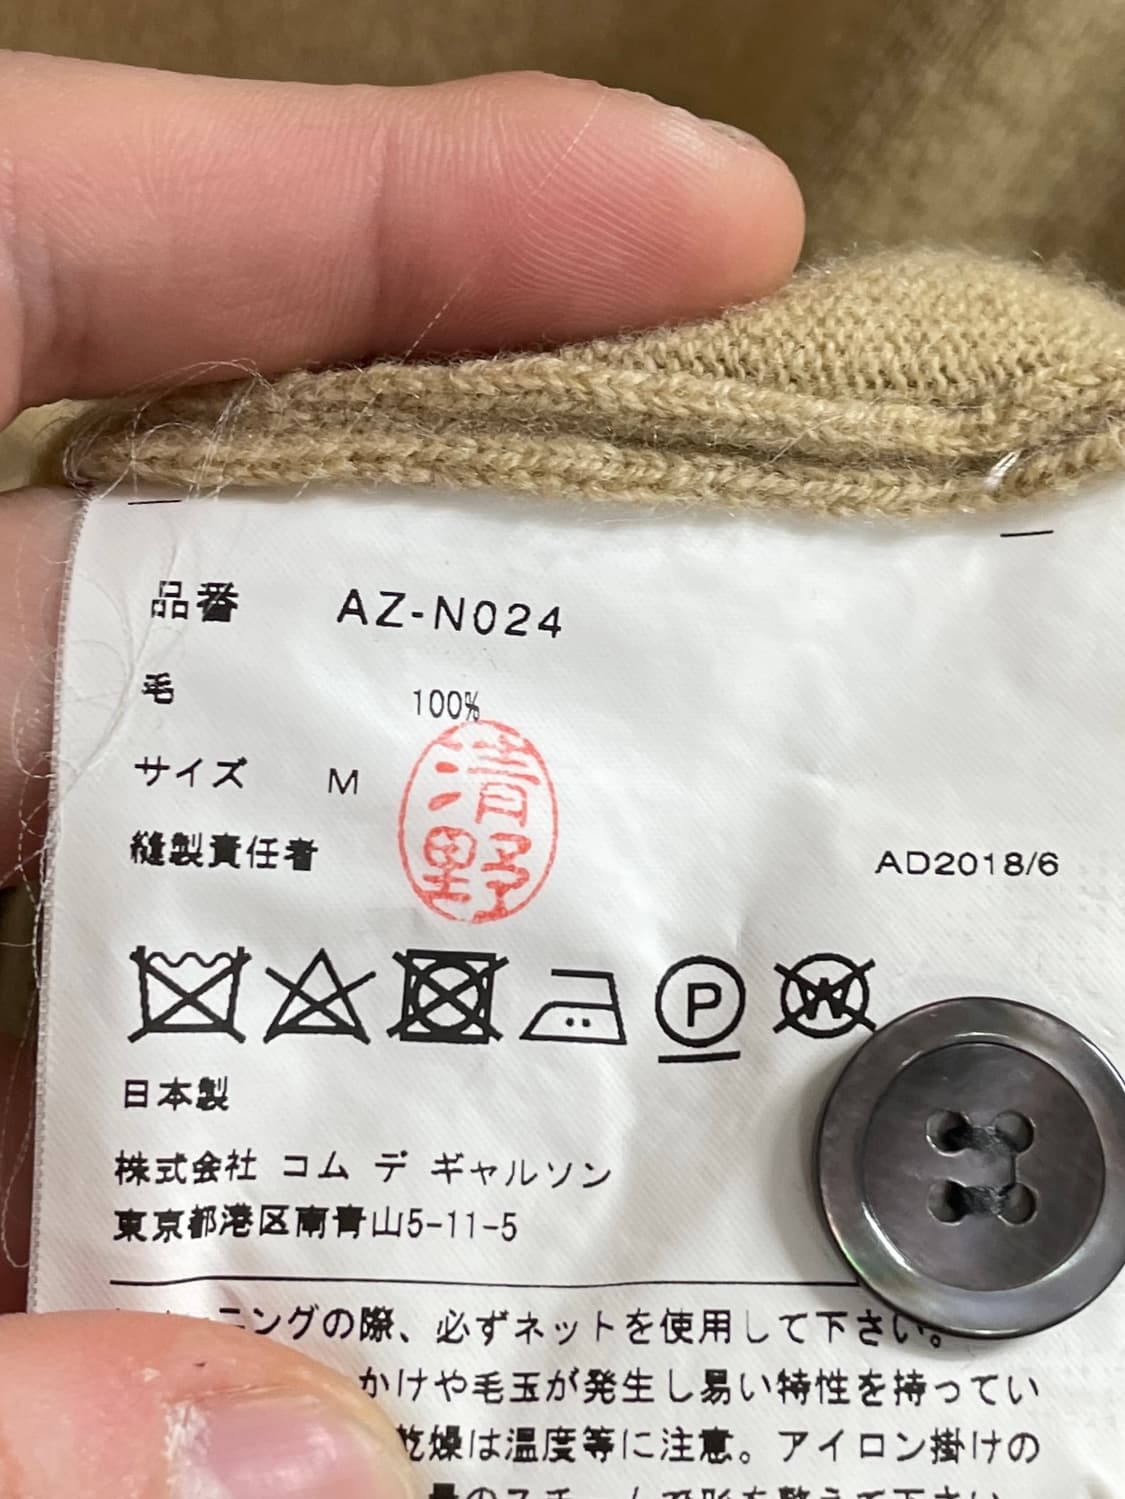 品番 AZ-N024
毛 100%
サイズ M
清野
縫製責任者
AD2018/6
P
W
日本製
株式会社 コム デ ギャルソン
東京都港区南青山5-11-5
ニングの際、必ずネットを使用して下さい。
かけや毛玉が発生し易い特性を持ってい
乾燥は温度等に注意。アイロン掛けの